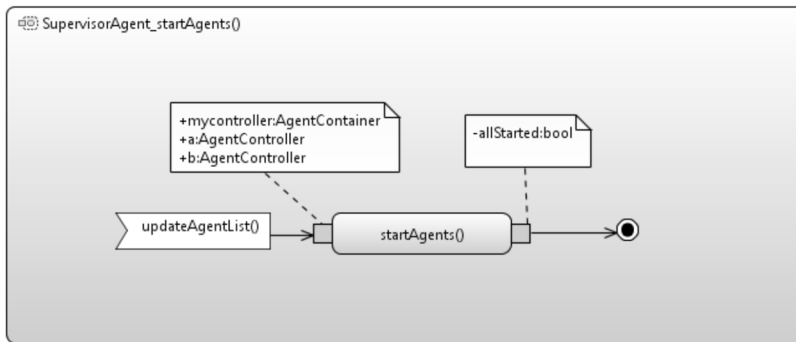 SupervisorAgent_startAgents()
+mycontroller:AgentContainer
+a:AgentController
+b:AgentController
-allStarted:bool
updateAgentList()
startAgents()